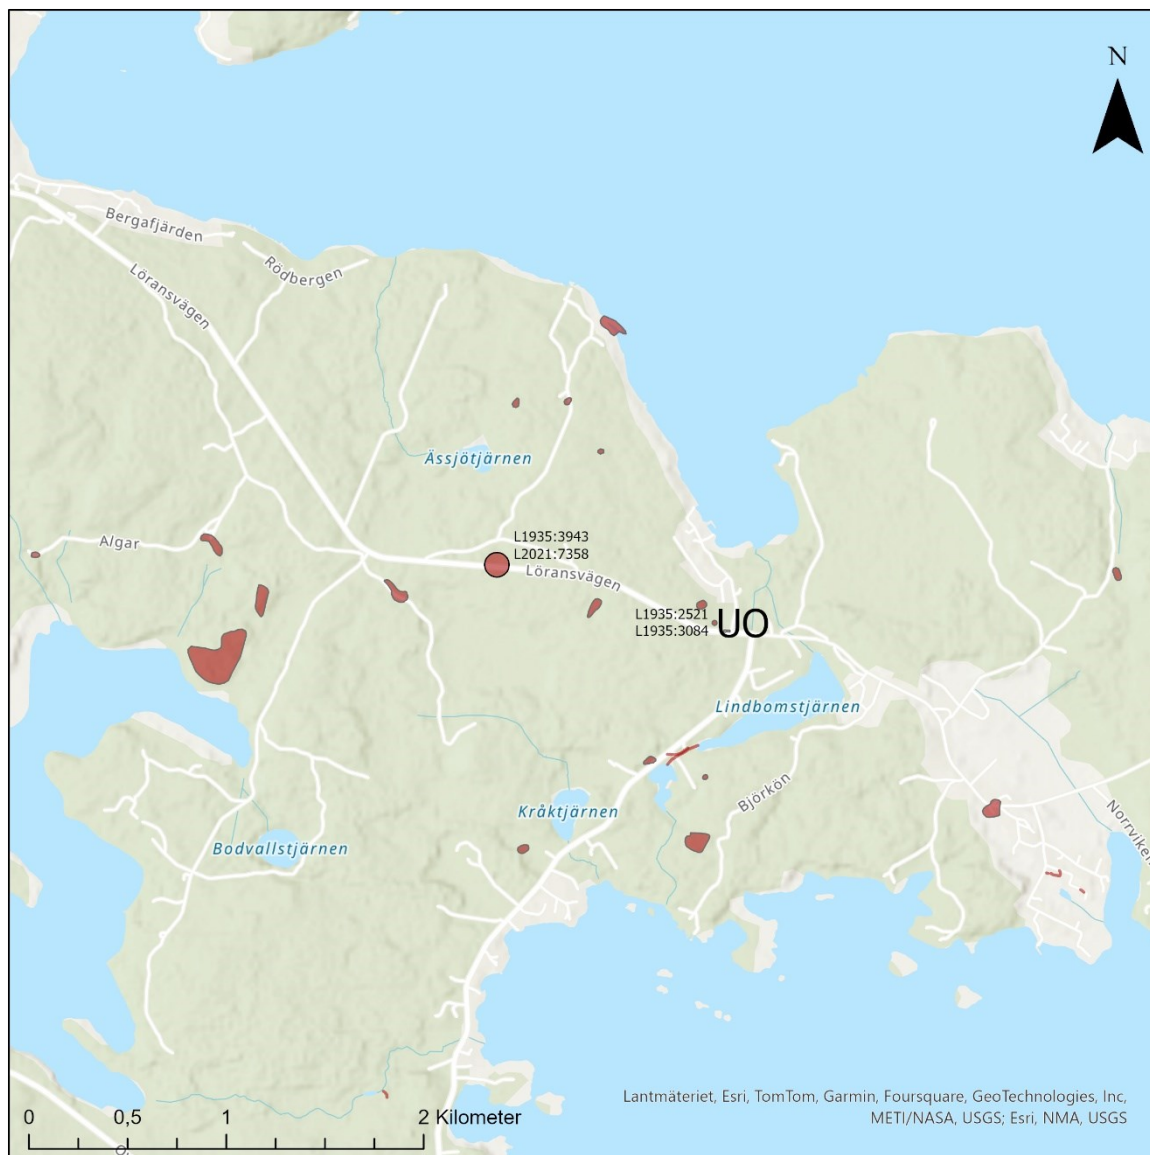 N
Bergafjärden
Rödbergen
Löransvägen
Ässjötjärnen
L1935:3943
L2021:7358
Algar
Löransvägen
L1935:2521
L1935:3084
UO
Lindbomstjärnen
Björkön
Kråktjärnen
Norrviken
Bodvallstjärnen
0 0,5 1 2 Kilometer
Lantmäteriet, Esri, TomTom, Garmin, Foursquare, GeoTechnologies, Inc,
METI/NASA, USGS; Esri, NMA, USGS